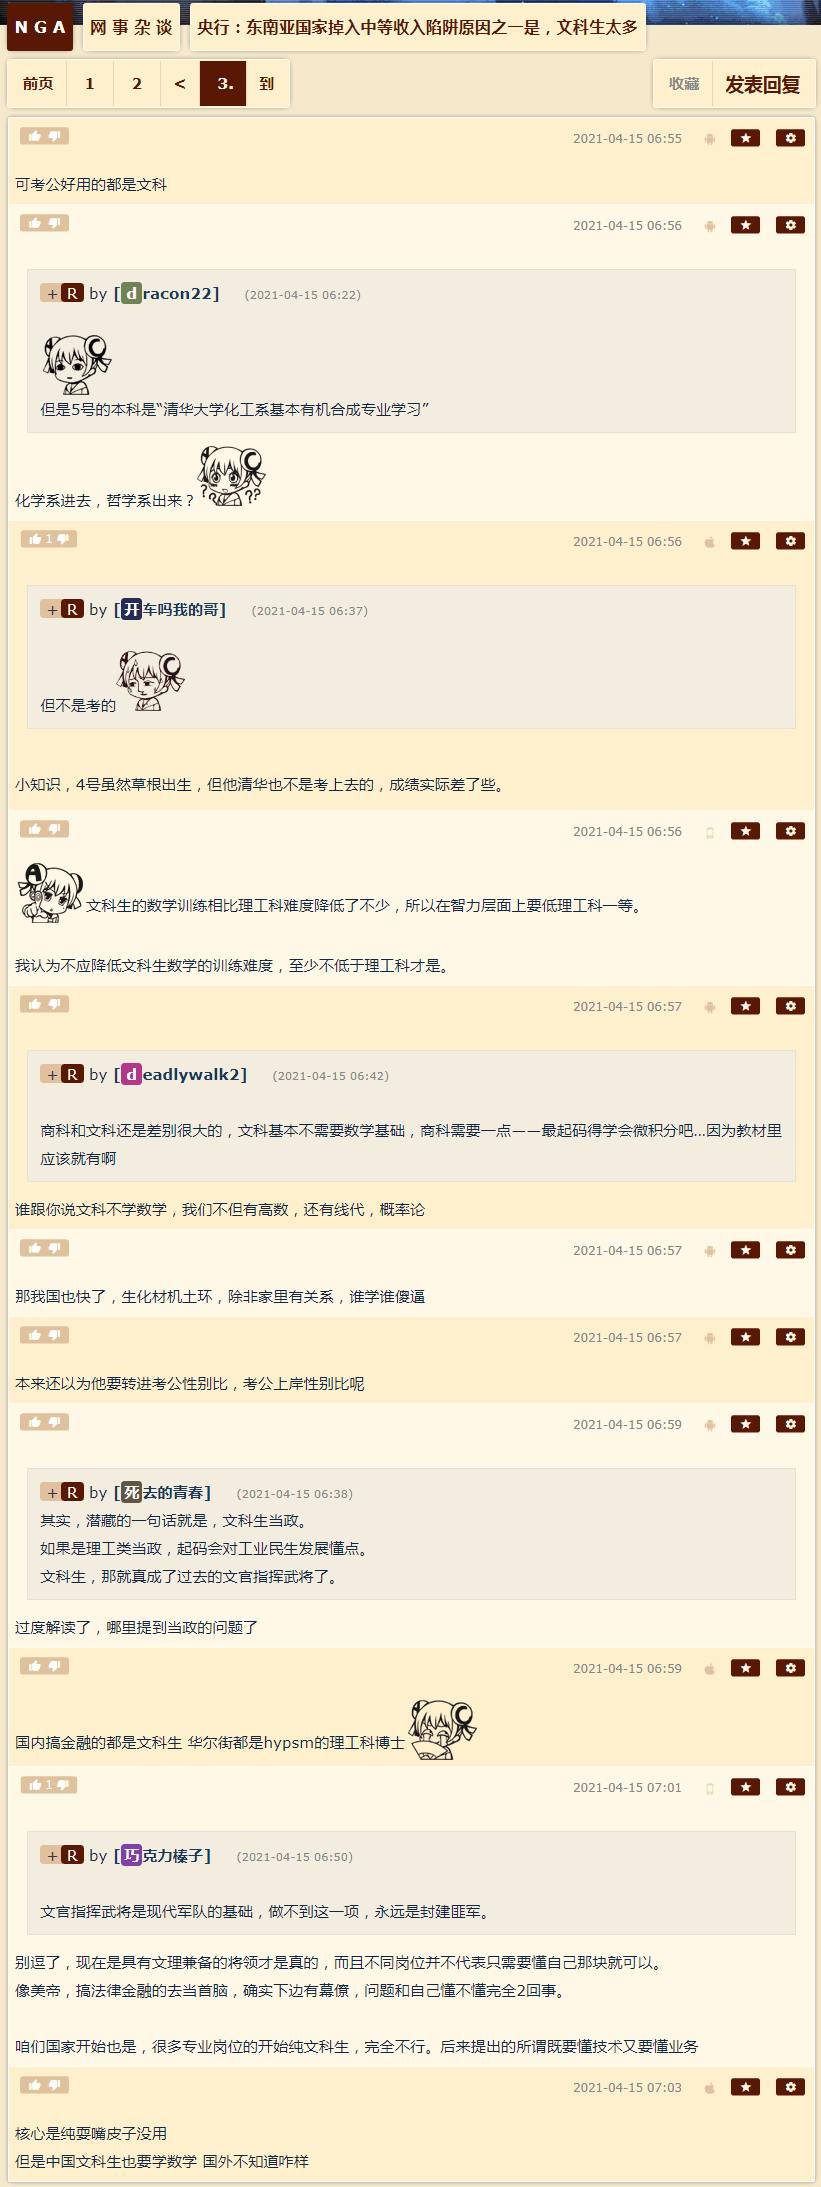 NGA 网事杂谈 央行：东南亚国家掉入中等收入陷阱原因之一是，文科生太多
前页 1 2 < 3. 到 收藏 发表回复
2021-04-15 06:55
可考公好用的都是文科
2021-04-15 06:56
+ R by [dracon22] (2021-04-15 06:22)
但是5号的本科是“清华大学化工系基本有机合成专业学习”
化学系进去，哲学系出来？
1 2021-04-15 06:56
+ R by [开车吗我的哥] (2021-04-15 06:37)
但不是考的
小知识，4号虽然草根出生，但他清华也不是考上去的，成绩实际差了些。
2021-04-15 06:56
文科生的数学训练相比理工科难度降低了不少，所以在智力层面上要低理工科一等。
我认为不应降低文科生数学的训练难度，至少不低于理工科才是。
2021-04-15 06:57
+ R by [deadlywalk2] (2021-04-15 06:42)
商科和文科还是差别很大的，文科基本不需要数学基础，商科需要一点——最起码得学会微积分吧...因为教材里
应该就有啊
谁跟你说文科不学数学，我们不但有高数，还有线代，概率论
2021-04-15 06:57
那我国也快了，生化材机土环，除非家里有关系，谁学谁傻逼
2021-04-15 06:57
本来还以为他要转进考公性别比，考公上岸性别比呢
2021-04-15 06:59
+ R by [死去的青春] (2021-04-15 06:38)
其实，潜藏的一句话就是，文科生当政。
如果是理工类当政，起码会对工业民生发展懂点。
文科生，那就真成了过去的文官指挥武将了。
过度解读了，哪里提到当政的问题了
2021-04-15 06:59
国内搞金融的都是文科生 华尔街都是hypsm的理工科博士
1 2021-04-15 07:01
+ R by [巧克力榛子] (2021-04-15 06:50)
文官指挥武将是现代军队的基础，做不到这一项，永远是封建匪军。
别逗了，现在是具有文理兼备的将领才是真的，而且不同岗位并不代表只需要懂自己那块就可以。
像美帝，搞法律金融的去当首脑，确实下边有幕僚，问题和自己懂不懂完全2回事。
咱们国家开始也是，很多专业岗位的开始纯文科生，完全不行。后来提出的所谓既要懂技术又要懂业务
2021-04-15 07:03
核心是纯耍嘴皮子没用
但是中国文科生也要学数学 国外不知道咋样